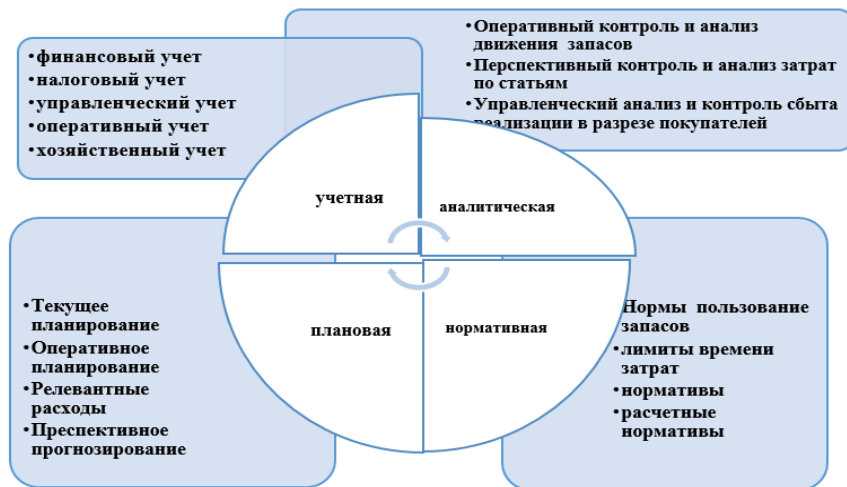 •финансовый учет
•налоговый учет
•управленческий учет
•оперативный учет
•хозяйственный учет
•Оперативный контроль и анализ
движения запасов
•Перспективный контроль и анализ затрат
по статьям
•Управленческий анализ и контроль сбыта
реализации в разрезе покупателей
учетная
аналитическая
плановая
нормативная
•Текущее
планирование
•Оперативное
планирование
•Релевантные
расходы
•Преспективное
прогнозирование
•Нормы пользование
запасов
•лимиты времени
затрат
•нормативы
•расчетные
нормативы